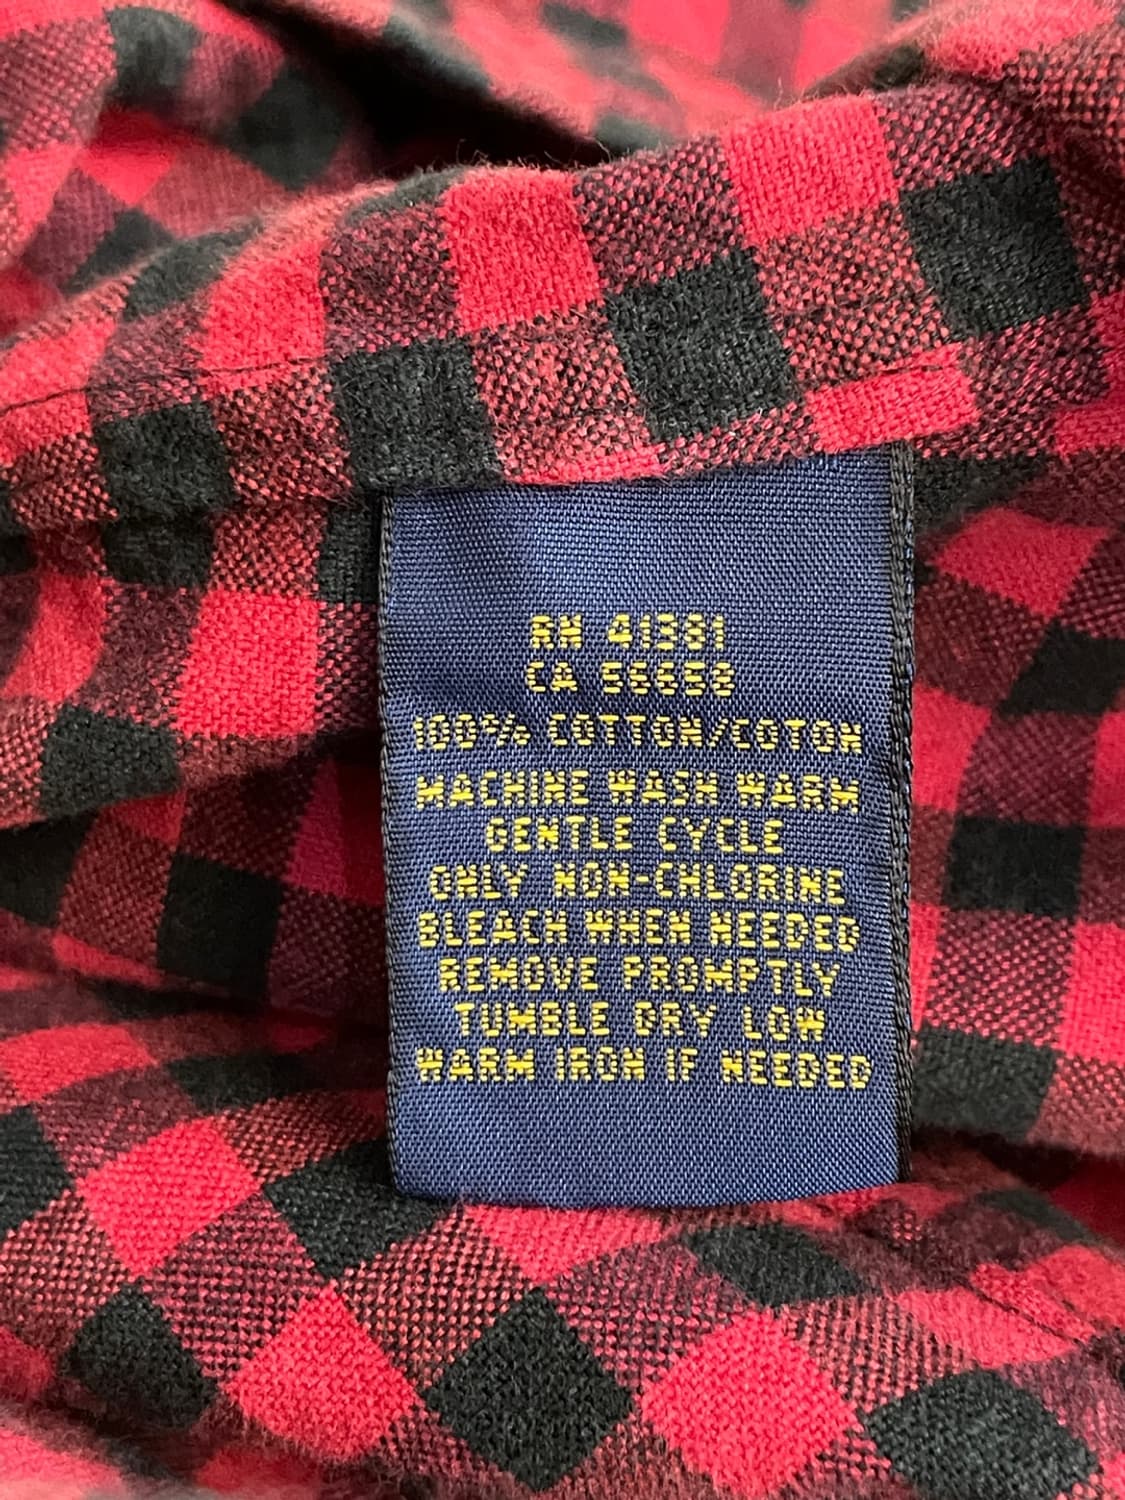 RN 41381
CA 56658
100% COTTON/COTON
MACHINE WASH WARM
GENTLE CYCLE
ONLY NON-CHLORINE
BLEACH WHEN NEEDED
REMOVE PROMPTLY
TUMBLE DRY LOW
WARM IRON IF NEEDED